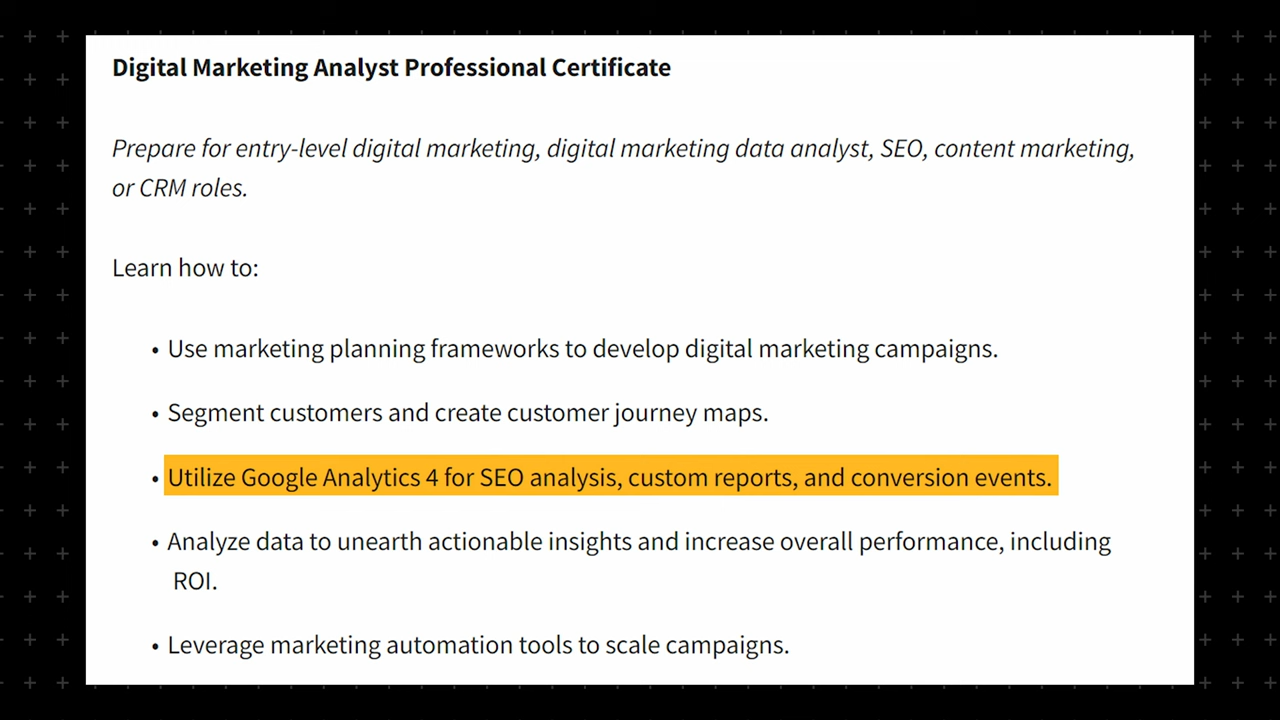 Digital Marketing Analyst Professional Certificate
Prepare for entry-level digital marketing, digital marketing data analyst, SEO, content marketing,
or CRM roles.
Learn how to:
• Use marketing planning frameworks to develop digital marketing campaigns.
• Segment customers and create customer journey maps.
• Utilize Google Analytics 4 for SEO analysis, custom reports, and conversion events.
• Analyze data to unearth actionable insights and increase overall performance, including
ROI.
• Leverage marketing automation tools to scale campaigns.